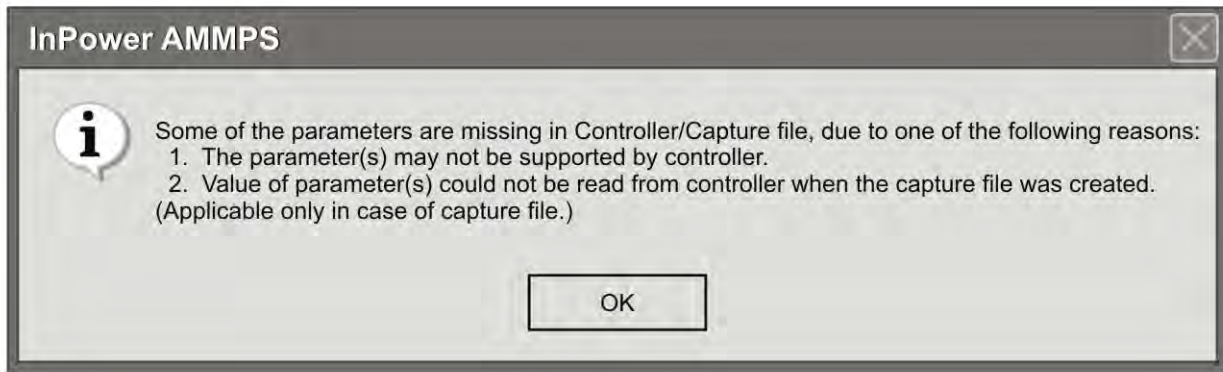 InPower AMMPS
Some of the parameters are missing in Controller/Capture file, due to one of the following reasons:
1. The parameter(s) may not be supported by controller.
2. Value of parameter(s) could not be read from controller when the capture file was created.
(Applicable only in case of capture file.)
OK